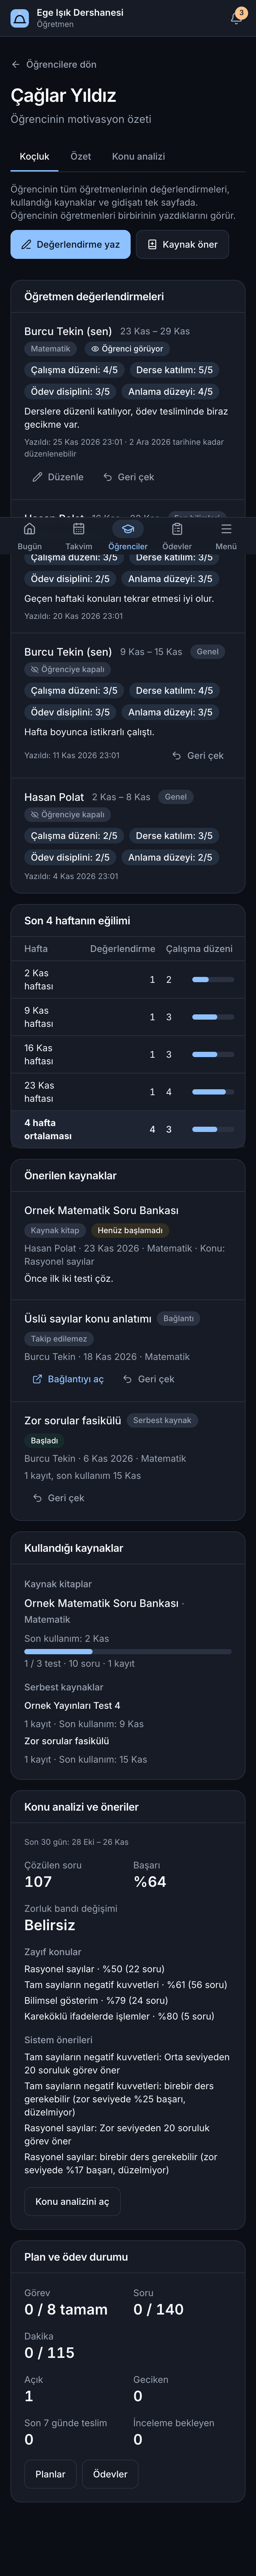 Ege Işık Dershanesi
Öğretmen
3
← Öğrencilere dön
Çağlar Yıldız
Öğrencinin motivasyon özeti
Koçluk Özet Konu analizi
Öğrencinin tüm öğretmenlerinin değerlendirmeleri,
kullandığı kaynaklar ve gidişatı tek sayfada.
Öğrencinin öğretmenleri birbirinin yazdıklarını görür.
Değerlendirme yaz Kaynak öner
Öğretmen değerlendirmeleri
Burcu Tekin (sen) 23 Kas – 29 Kas
Matematik Öğrenci görüyor
Çalışma düzeni: 4/5 Derse katılım: 5/5
Ödev disiplini: 3/5 Anlama düzeyi: 4/5
Derslere düzenli katılıyor, ödev tesliminde biraz
gecikme var.
Yazıldı: 25 Kas 2026 23:01 · 2 Ara 2026 tarihine kadar
düzenlenebilir
Düzenle Geri çek
Bugün Takvim Öğrenciler Ödevler Menü
Çalışma düzeni: 3/5 Derse katılım: 3/5
Ödev disiplini: 2/5 Anlama düzeyi: 3/5
Geçen haftaki konuları tekrar etmesi iyi olur.
Yazıldı: 20 Kas 2026 23:01
Burcu Tekin (sen) 9 Kas – 15 Kas Genel
Öğrenciye kapalı
Çalışma düzeni: 3/5 Derse katılım: 4/5
Ödev disiplini: 3/5 Anlama düzeyi: 3/5
Hafta boyunca istikrarlı çalıştı.
Yazıldı: 11 Kas 2026 23:01 Geri çek
Hasan Polat 2 Kas – 8 Kas Genel
Öğrenciye kapalı
Çalışma düzeni: 2/5 Derse katılım: 3/5
Ödev disiplini: 2/5 Anlama düzeyi: 2/5
Yazıldı: 4 Kas 2026 23:01
Son 4 haftanın eğilimi
Hafta Değerlendirme Çalışma düzeni
2 Kas
haftası 1 2
9 Kas
haftası 1 3
16 Kas
haftası 1 3
23 Kas
haftası 1 4
4 hafta
ortalaması 4 3
Önerilen kaynaklar
Ornek Matematik Soru Bankası
Kaynak kitap Henüz başlamadı
Hasan Polat · 23 Kas 2026 · Matematik · Konu:
Rasyonel sayılar
Önce ilk iki testi çöz.
Üslü sayılar konu anlatımı Bağlantı
Takip edilemez
Burcu Tekin · 18 Kas 2026 · Matematik
Bağlantıyı aç Geri çek
Zor sorular fasikülü Serbest kaynak
Başladı
Burcu Tekin · 6 Kas 2026 · Matematik
1 kayıt, son kullanım 15 Kas
Geri çek
Kullandığı kaynaklar
Kaynak kitaplar
Ornek Matematik Soru Bankası ·
Matematik
Son kullanım: 2 Kas
1 / 3 test · 10 soru · 1 kayıt
Serbest kaynaklar
Ornek Yayınları Test 4
1 kayıt · Son kullanım: 9 Kas
Zor sorular fasikülü
1 kayıt · Son kullanım: 15 Kas
Konu analizi ve öneriler
Son 30 gün: 28 Eki – 26 Kas
Çözülen soru Başarı
107 %64
Zorluk bandı değişimi
Belirsiz
Zayıf konular
Rasyonel sayılar · %50 (22 soru)
Tam sayıların negatif kuvvetleri · %61 (56 soru)
Bilimsel gösterim · %79 (24 soru)
Kareköklü ifadelerde işlemler · %80 (5 soru)
Sistem önerileri
Tam sayıların negatif kuvvetleri: Orta seviyeden
20 soruluk görev öner
Tam sayıların negatif kuvvetleri: birebir ders
gerekebilir (zor seviyede %25 başarı,
düzelmiyor)
Rasyonel sayılar: Zor seviyeden 20 soruluk
görev öner
Rasyonel sayılar: birebir ders gerekebilir (zor
seviyede %17 başarı, düzelmiyor)
Konu analizini aç
Plan ve ödev durumu
Görev Soru
0 / 8 tamam 0 / 140
Dakika
0 / 115
Açık Geciken
1 0
Son 7 günde teslim İnceleme bekleyen
0 0
Planlar Ödevler